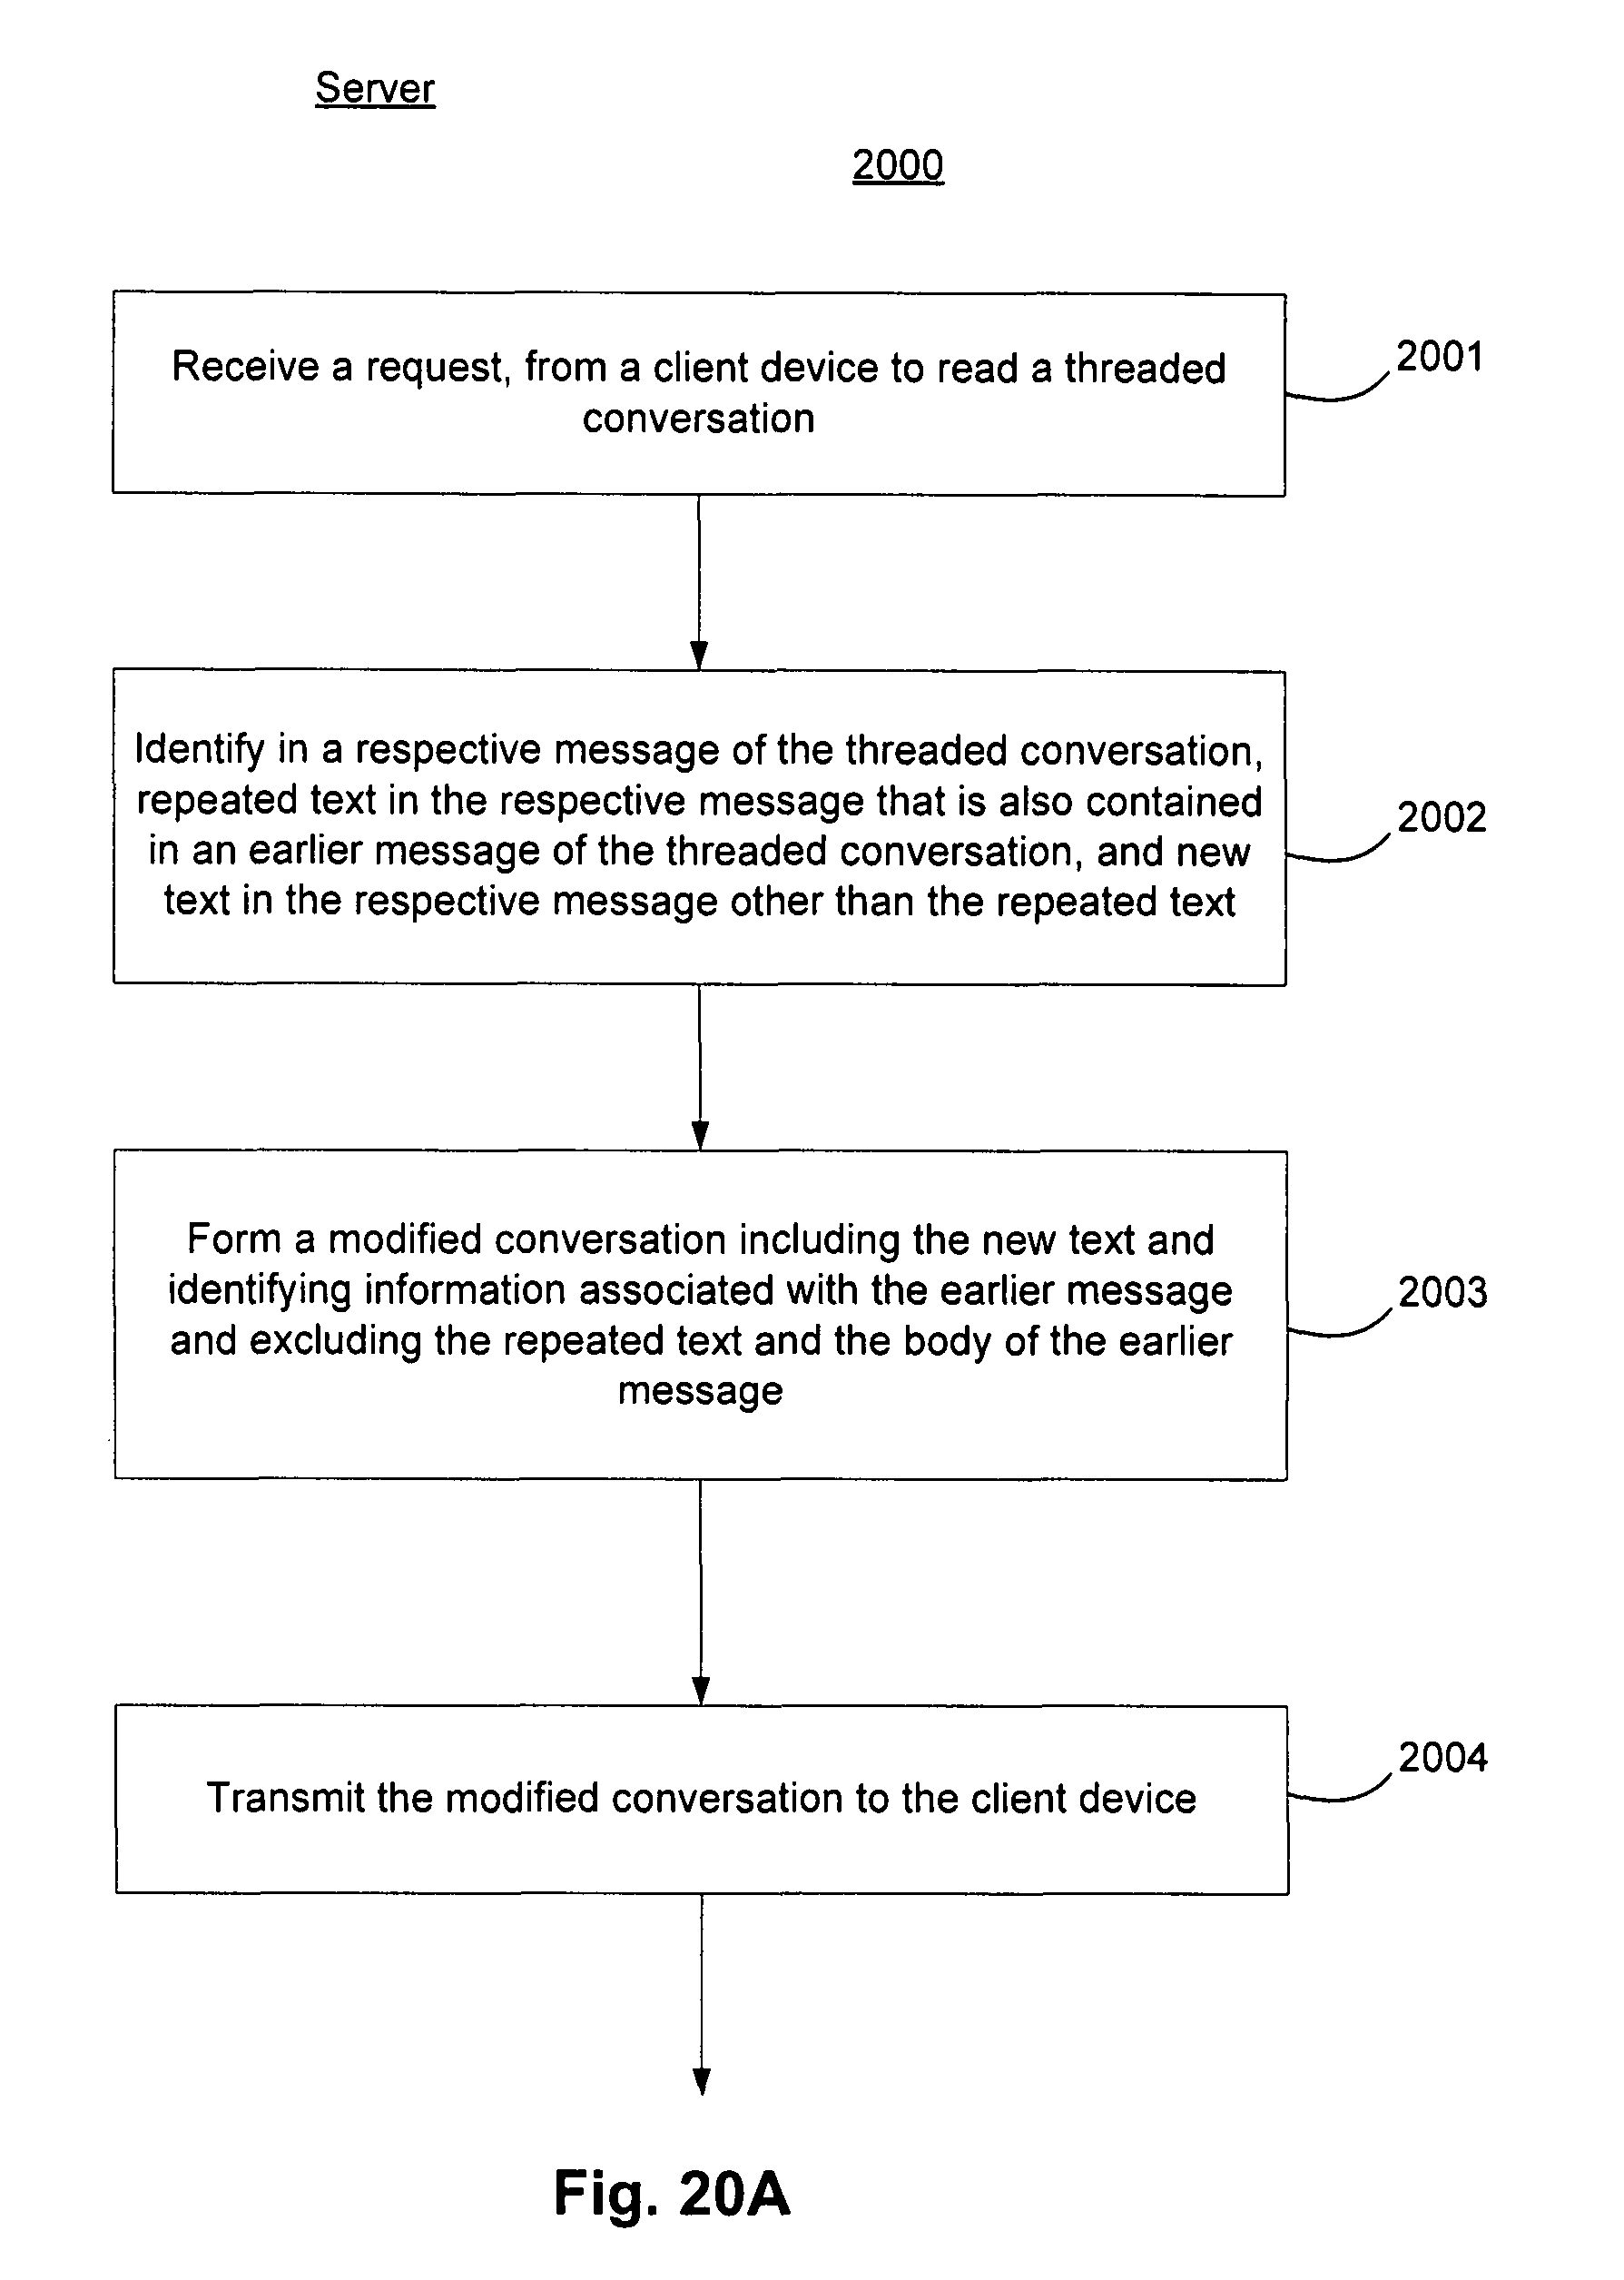 Server
2000
Receive a request, from a client device to read a threaded
conversation
2001
Identify in a respective message of the threaded conversation,
repeated text in the respective message that is also contained
in an earlier message of the threaded conversation, and new
text in the respective message other than the repeated text
2002
Form a modified conversation including the new text and
identifying information associated with the earlier message
and excluding the repeated text and the body of the earlier
message
2003
Transmit the modified conversation to the client device
2004
Fig. 20A